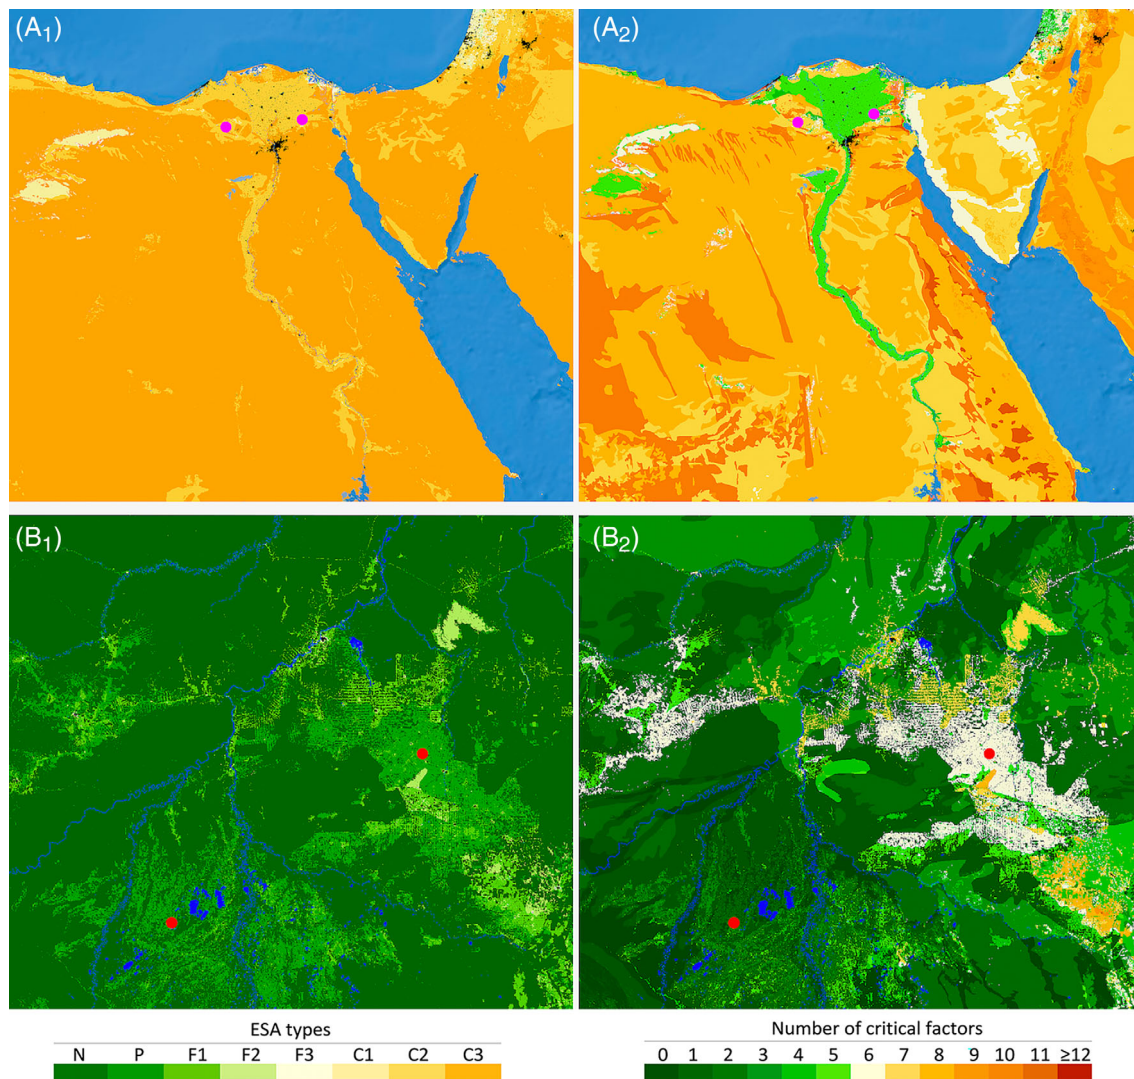 (A1) (A2)
(B1) (B2)
ESA types
N P F1 F2 F3 C1 C2 C3
Number of critical factors
0 1 2 3 4 5 6 7 8 9 10 11 ≥12